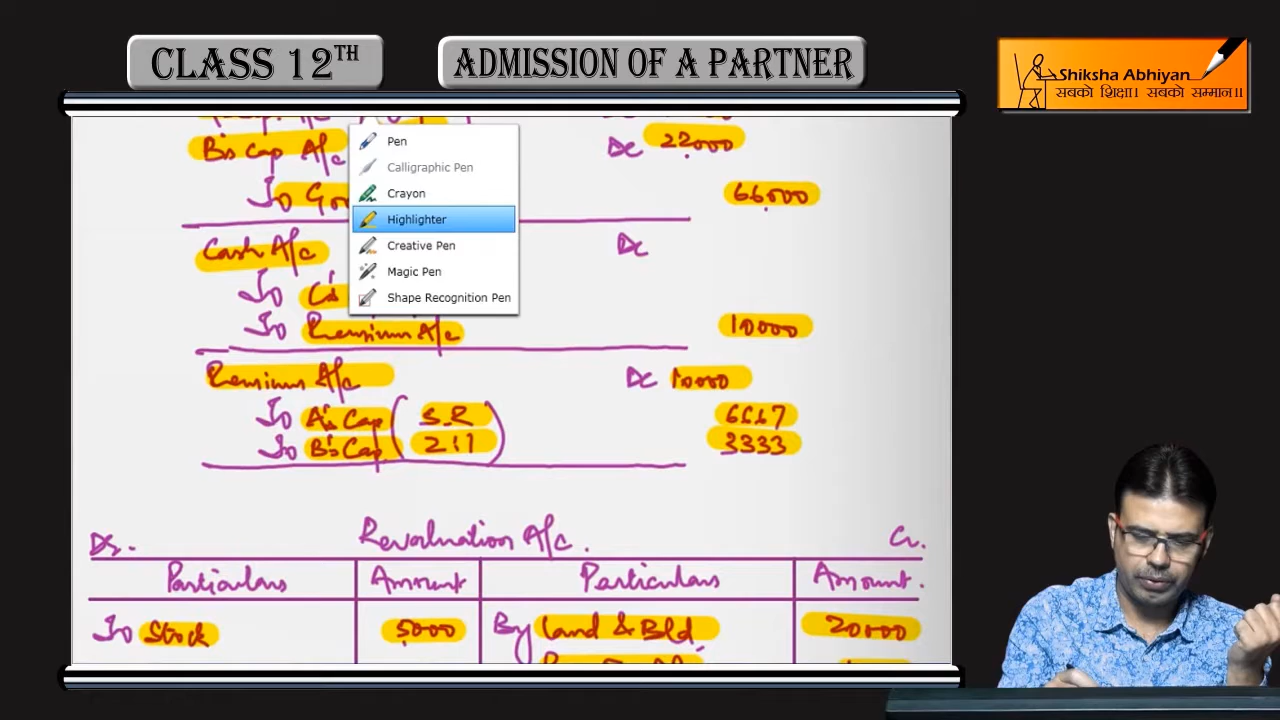 CLASS 12TH
ADMISSION OF A PARTNER
Shiksha Abhiyan
सबको शिक्षा। सबको सम्मान।।
B's Cap A/c Dr 22000
To 66000
Cash A/c Dr
To
To Premium A/c 10000
Premium A/c Dr 10000
To A's Cap ( S.R 6667
To B's Cap 2:1 ) 3333
Pen
Calligraphic Pen
Crayon
Highlighter
Creative Pen
Magic Pen
Shape Recognition Pen
Dr. Revaluation A/c. Cr.
Particulars Amount Particulars Amount.
To Stock 5000 By Land & Bld. 20000